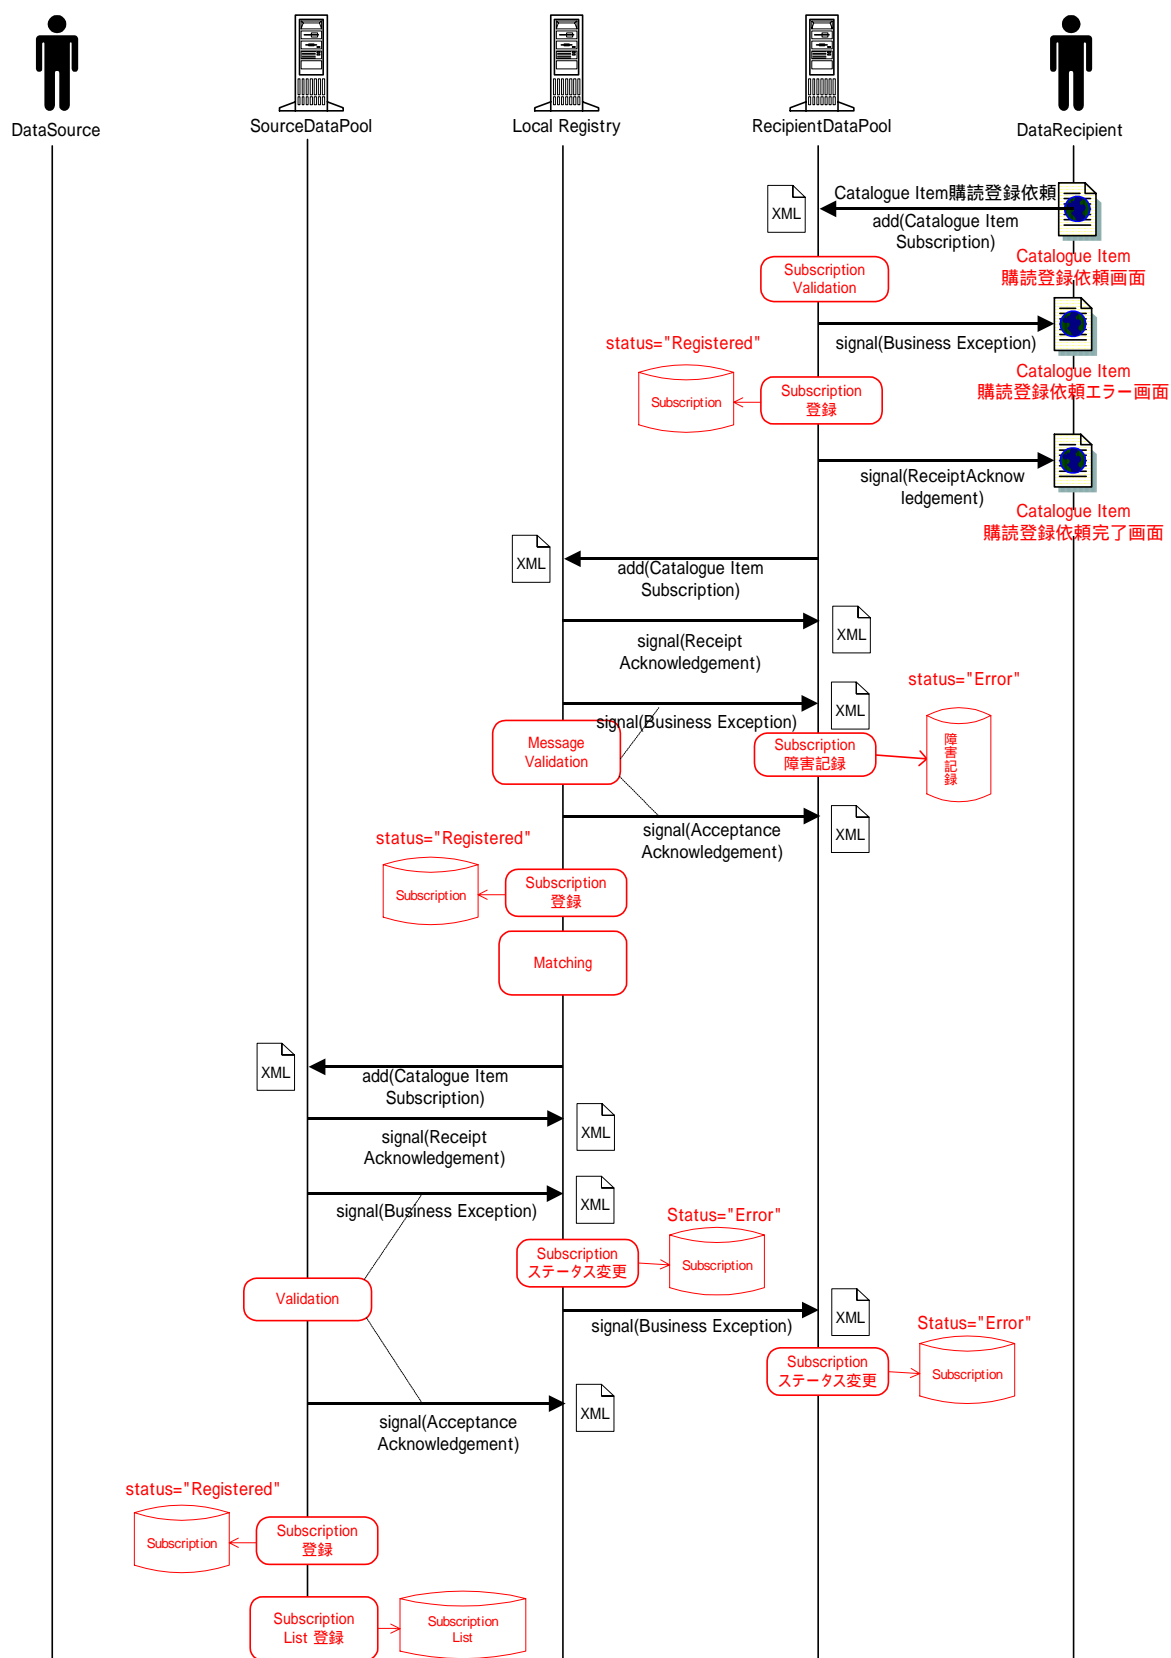 DataSource
SourceDataPool
Local Registry
RecipientDataPool
DataRecipient
XML
Catalogue Item購読登録依頼
add(Catalogue Item
Subscription)
Catalogue Item
購読登録依頼画面
Subscription
Validation
signal(Business Exception)
Catalogue Item
購読登録依頼エラー画面
status="Registered"
Subscription
Subscription
登録
signal(ReceiptAcknow
ledgement)
Catalogue Item
購読登録依頼完了画面
XML
add(Catalogue Item
Subscription)
signal(Receipt
Acknowledgement)
XML
status="Error"
signal(Business Exception)
XML
Message
Validation
Subscription
障害記録
障害記録
signal(Acceptance
Acknowledgement)
XML
status="Registered"
Subscription
Subscription
登録
Matching
XML
add(Catalogue Item
Subscription)
signal(Receipt
Acknowledgement)
XML
signal(Business Exception)
XML
Status="Error"
Subscription
ステータス変更
Subscription
Validation
signal(Business Exception)
XML
Status="Error"
Subscription
ステータス変更
Subscription
signal(Acceptance
Acknowledgement)
XML
status="Registered"
Subscription
Subscription
登録
Subscription
List 登録
Subscription
List